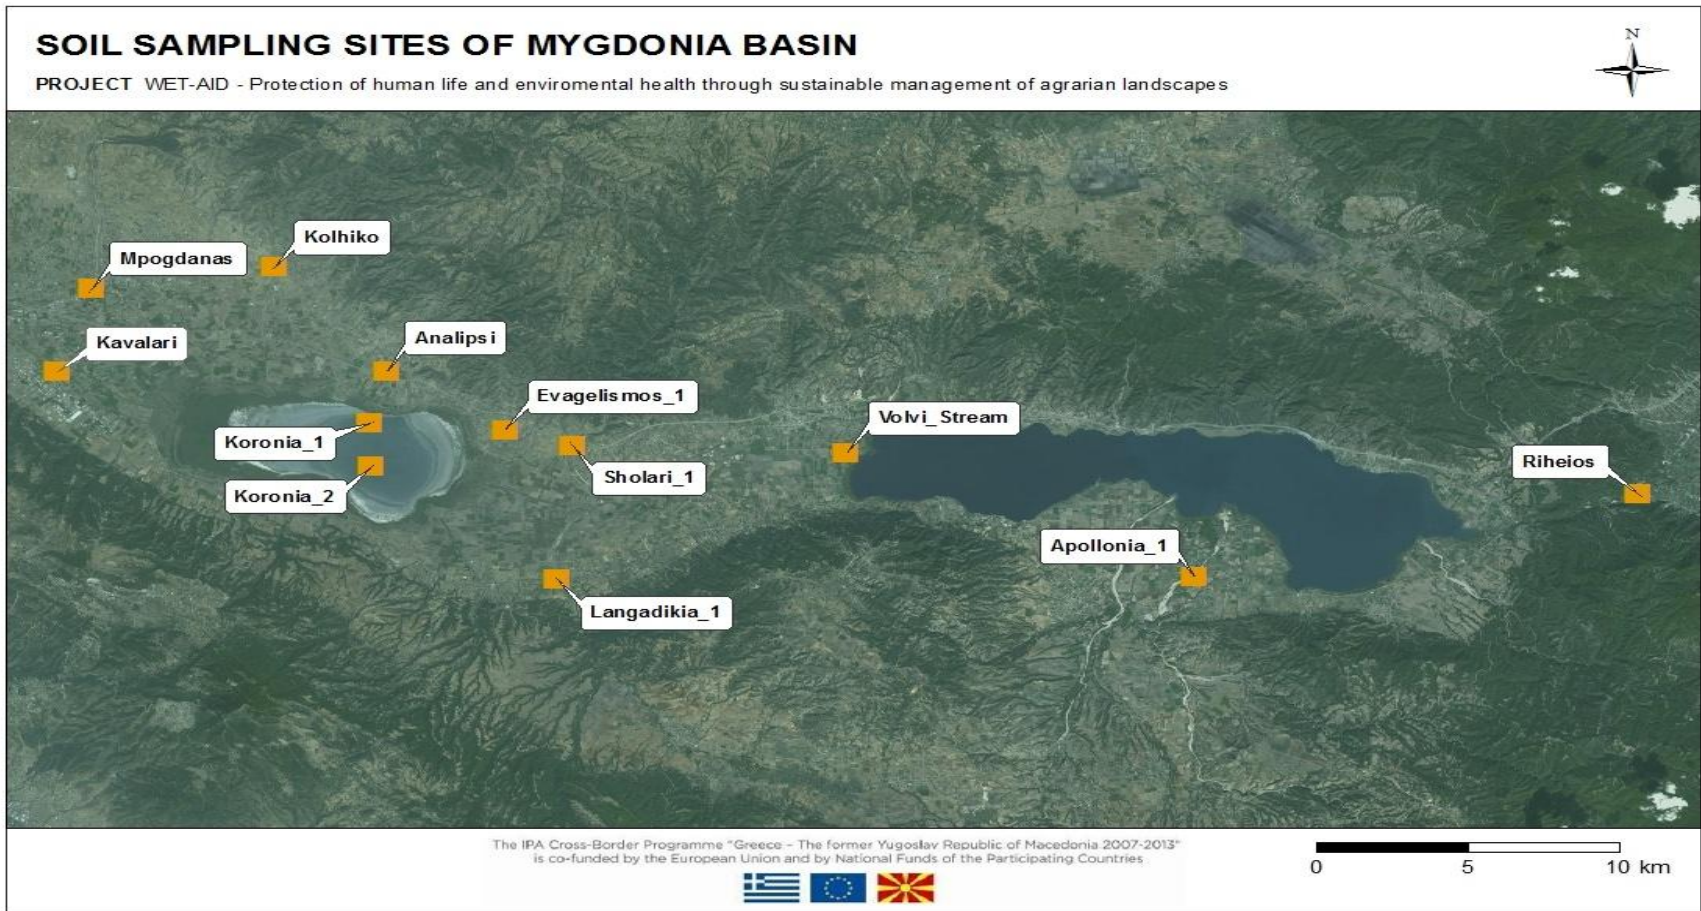 SOIL SAMPLING SITES OF MYGDONIA BASIN
N
PROJECT WET-AID - Protection of human life and enviromental health through sustainable management of agrarian landscapes
Kolhiko
Mpogdanas
Kavalari
Analipsi
Evagelismos_1
Volvi_Stream
Koronia_1
Riheios
Sholari_1
Koronia_2
Apollonia_1
Langadikia_1
The IPA Cross-Border Programme "Greece – The former Yugoslav Republic of Macedonia 2007-2013"
is co-funded by the European Union and by National Funds of the Participating Countries
0 5 10 km